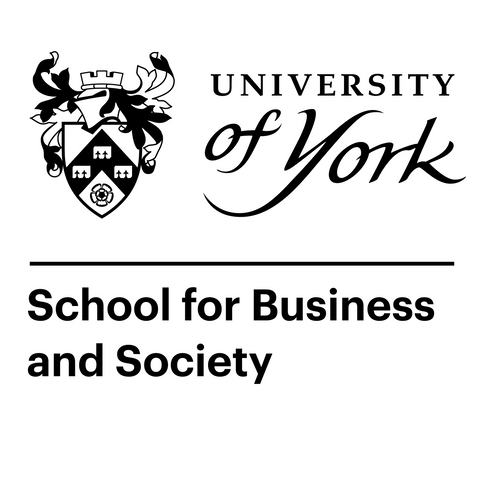 UNIVERSITY
of York
School for Business
and Society